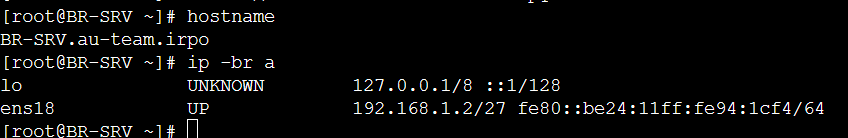 [root@BR-SRV ~]# hostname
BR-SRV.au-team.irpo
[root@BR-SRV ~]# ip -br a
lo UNKNOWN 127.0.0.1/8 ::1/128
ens18 UP 192.168.1.2/27 fe80::be24:11ff:fe94:1cf4/64
[root@BR-SRV ~]#